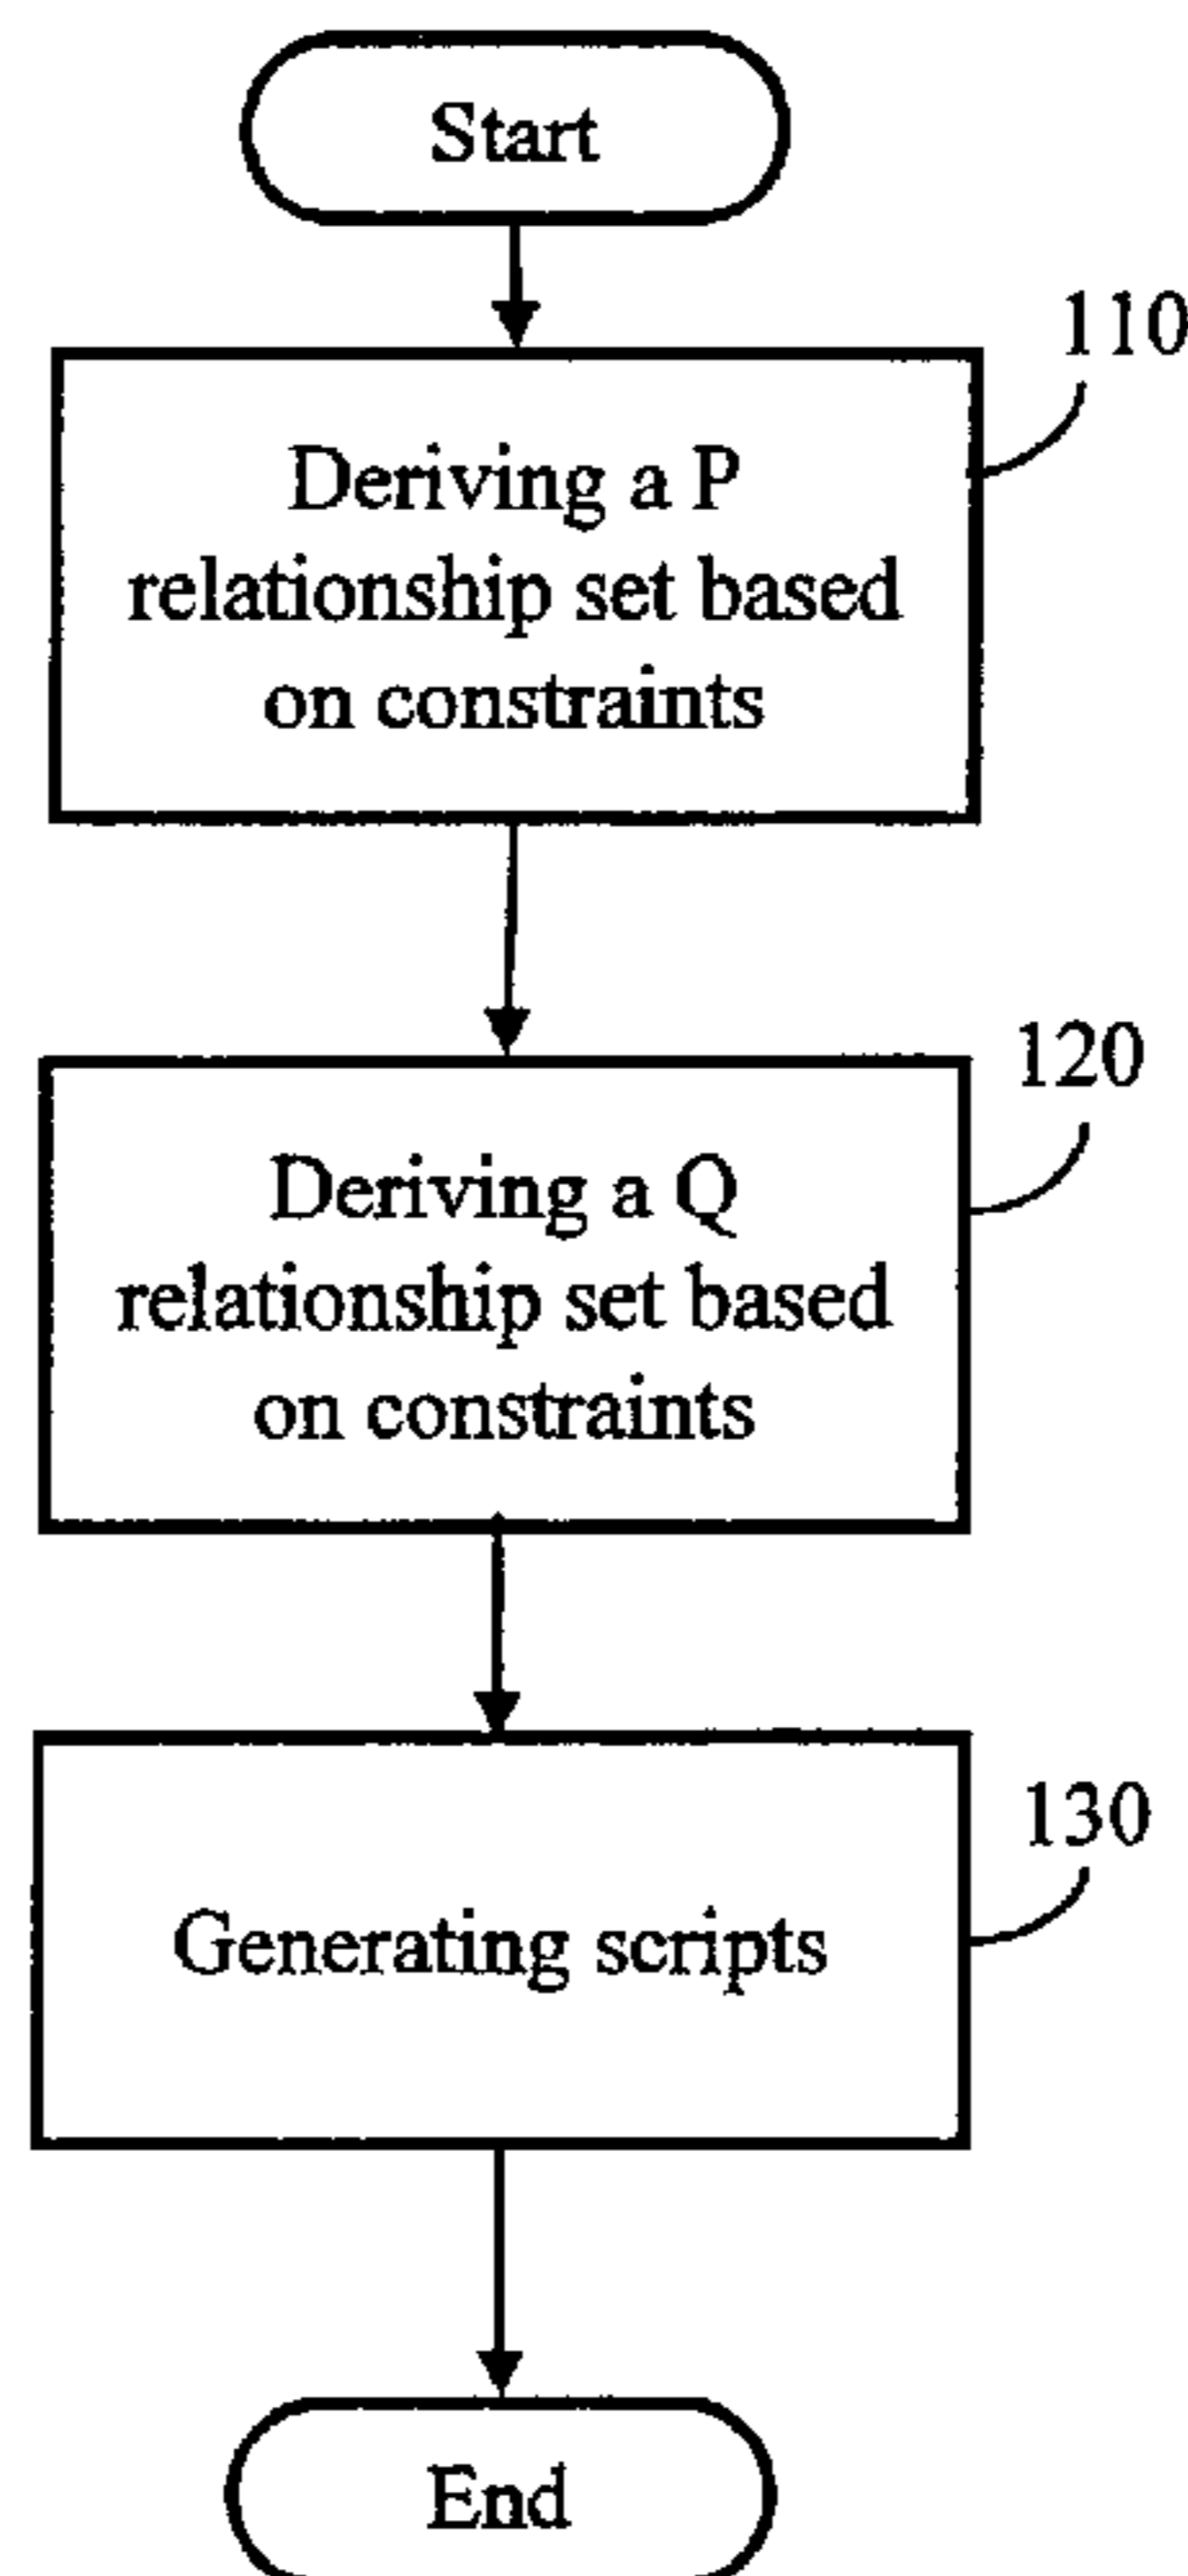 Start
110
Deriving a P
relationship set based
on constraints
120
Deriving a Q
relationship set based
on constraints
130
Generating scripts
End